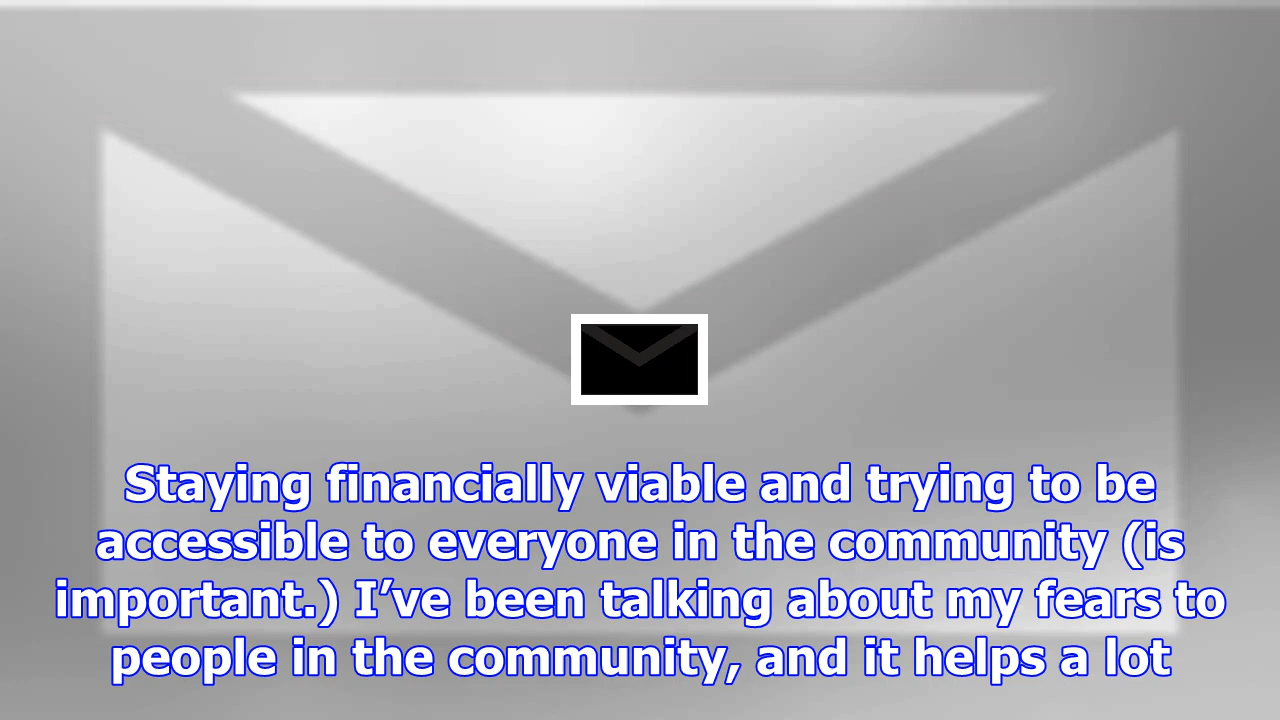 Staying financially viable and trying to be
accessible to everyone in the community (is
important.) I’ve been talking about my fears to
people in the community, and it helps a lot